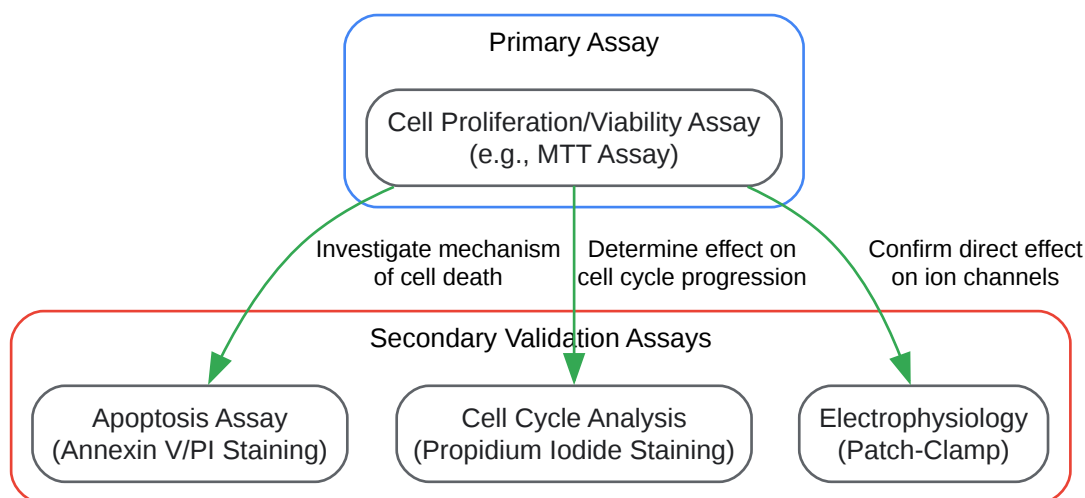 Primary Assay
Cell Proliferation/Viability Assay
(e.g., MTT Assay)
Investigate mechanism
of cell death
Determine effect on
cell cycle progression
Confirm direct effect
on ion channels
Secondary Validation Assays
Apoptosis Assay
(Annexin V/PI Staining)
Cell Cycle Analysis
(Propidium Iodide Staining)
Electrophysiology
(Patch-Clamp)